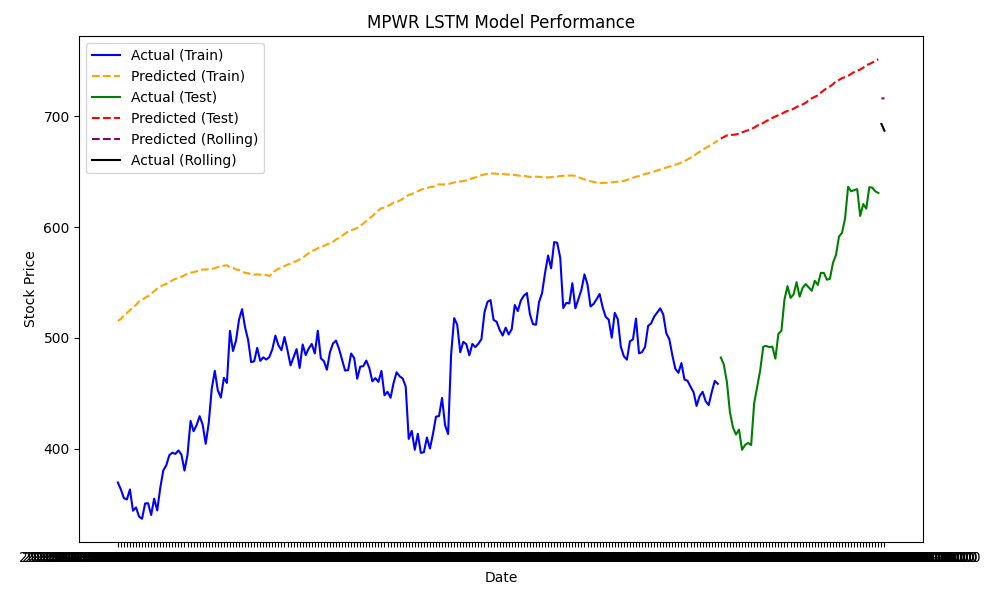 MPWR LSTM Model Performance
Actual (Train)
Predicted (Train)
Actual (Test)
Predicted (Test)
Predicted (Rolling)
Actual (Rolling)
700
600
500
400
Stock Price
Date